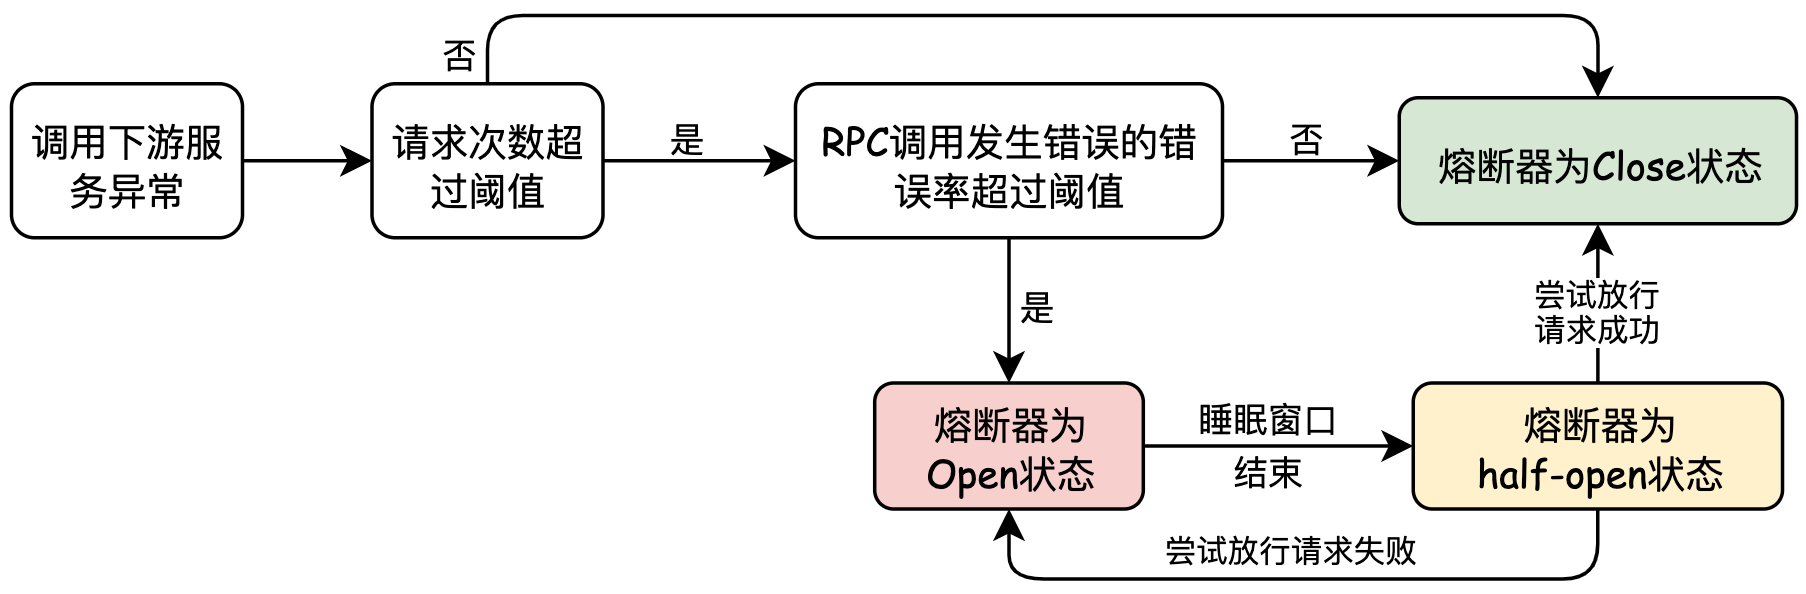 否
调用下游服
务异常
请求次数超
过阈值
是
RPC调用发生错误的错
误率超过阈值
否
熔断器为Close状态
是
尝试放行
请求成功
熔断器为
Open状态
睡眠窗口
结束
熔断器为
half-open状态
尝试放行请求失败